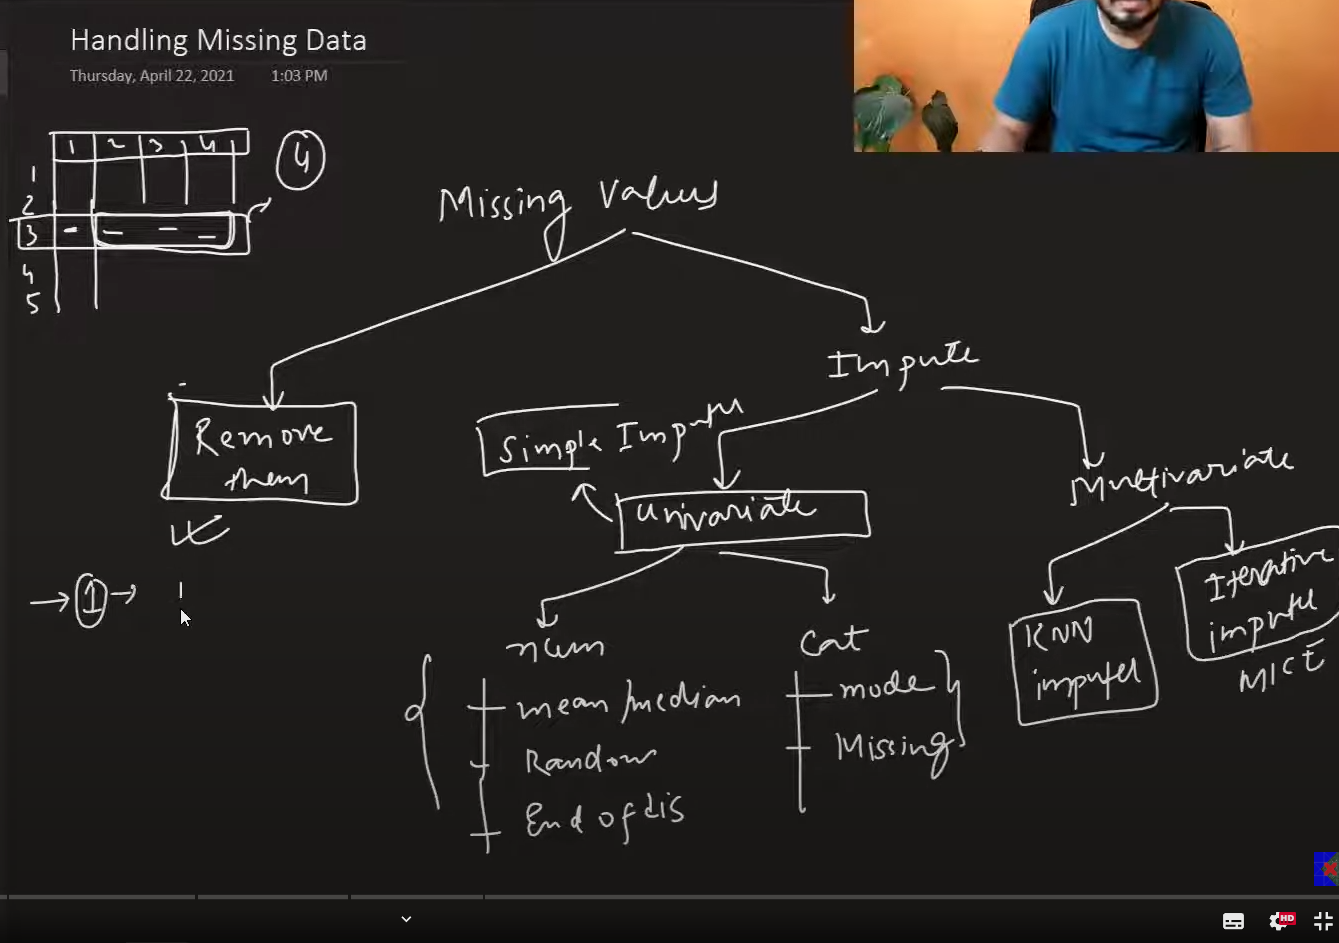 Handling Missing Data
Thursday, April 22, 2021 1:03 PM
1 2 3 4
1
2
3 - - - -
4
5
4
Missing Values
Impute
Remove
them
Simple Imputer
Univariate
Multivariate
1 → 1
num
mean/median
Random
End of dis
Cat
mode
Missing
KNN
imputer
Iterative
imputer
MICE
HD